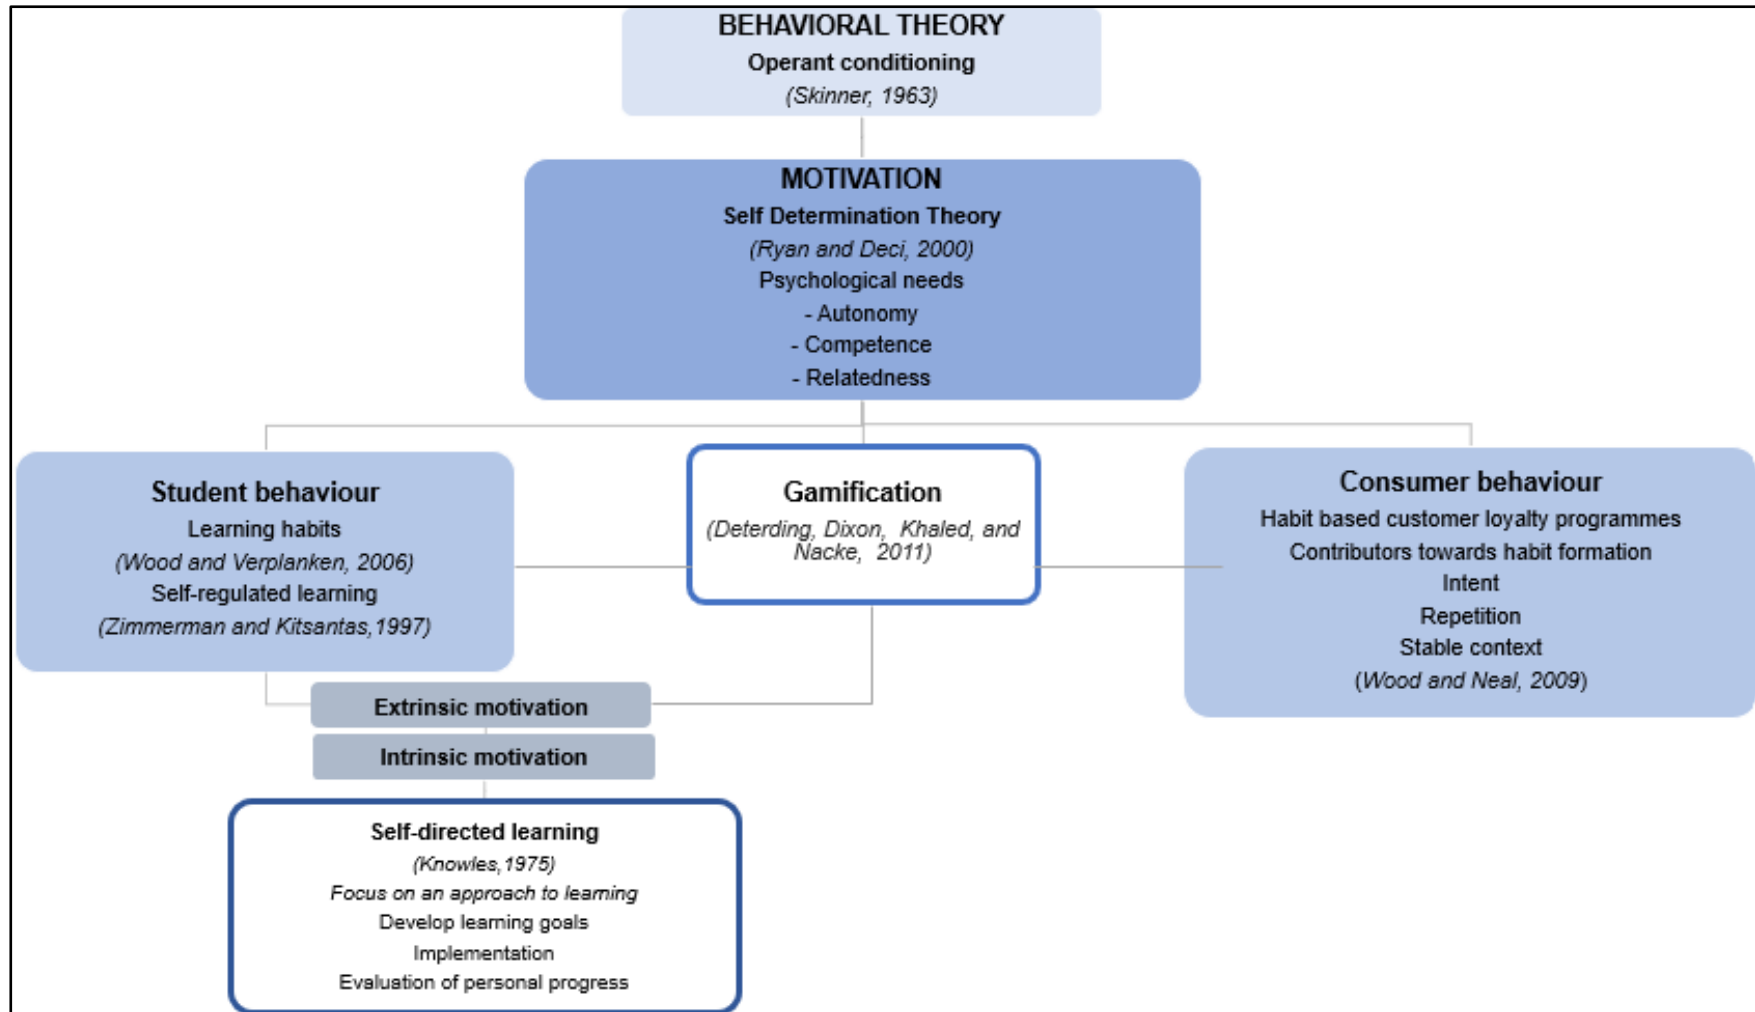 BEHAVIORAL THEORY
Operant conditioning
(Skinner, 1963)
MOTIVATION
Self Determination Theory
(Ryan and Deci, 2000)
Psychological needs
- Autonomy
- Competence
- Relatedness
Student behaviour
Learning habits
(Wood and Verplanken, 2006)
Self-regulated learning
(Zimmerman and Kitsantas,1997)
Gamification
(Deterding, Dixon, Khaled, and
Nacke, 2011)
Consumer behaviour
Habit based customer loyalty programmes
Contributors towards habit formation
Intent
Repetition
Stable context
(Wood and Neal, 2009)
Extrinsic motivation
Intrinsic motivation
Self-directed learning
(Knowles,1975)
Focus on an approach to learning
Develop learning goals
Implementation
Evaluation of personal progress